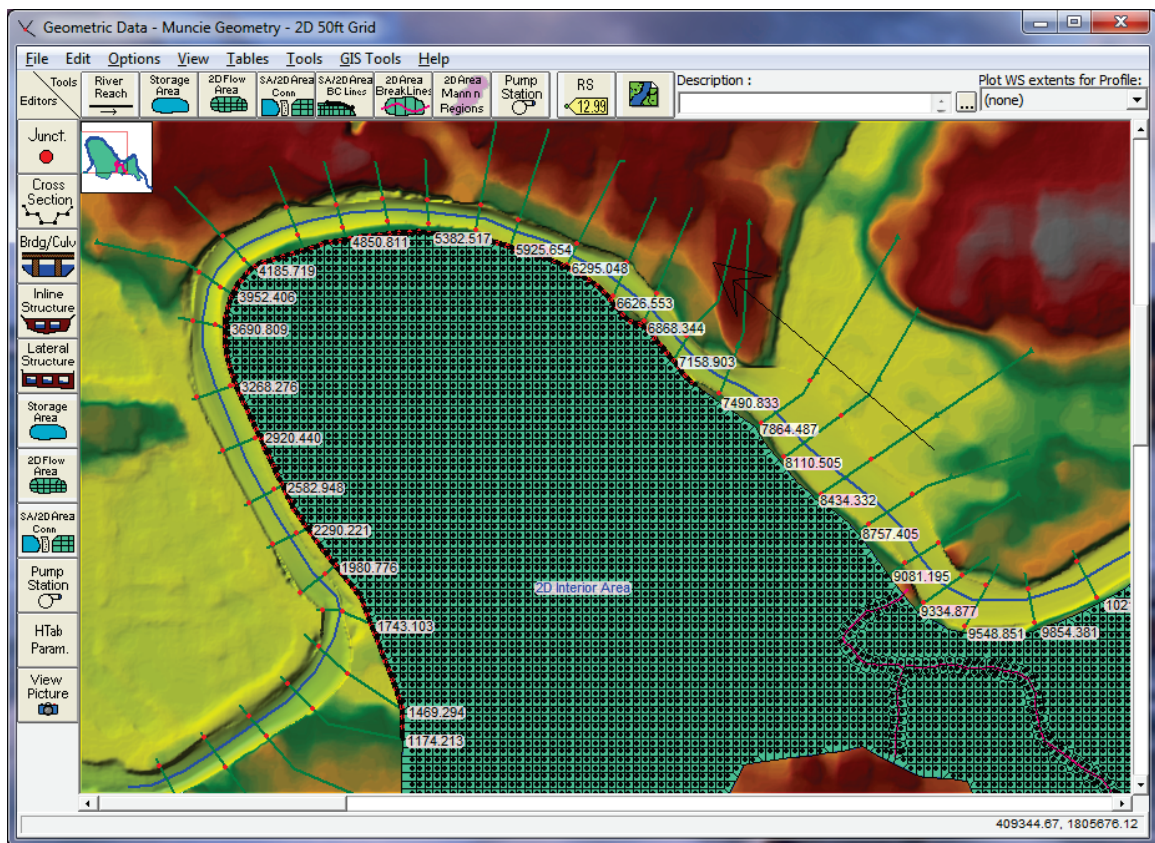 Geometric Data - Muncie Geometry - 2D 50ft Grid
File Edit Options View Tables Tools GIS Tools Help
Tools
Editors
River
Reach
Storage
Area
2D Flow
Area
SA/2D Area
Conn
SA/2D Area
BC Lines
2D Area
BreakLines
2D Area
Mann n
Regions
Pump
Station
RS
12.99
Description :
...
Plot WS extents for Profile:
(none)
Junct.
Cross
Section
Brdg/Culv
Inline
Structure
Lateral
Structure
Storage
Area
2D Flow
Area
SA/2D Area
Conn
Pump
Station
HTab
Param.
View
Picture
4850.811
5382.517
5925.654
4185.719
6295.048
3952.406
6626.553
3690.809
6868.344
7158.903
3268.276
7490.833
2920.440
7864.487
8110.505
2582.948
8434.332
2290.221
8757.405
1980.776
9081.195
2D Interior Area
9334.877
1021
1743.103
9548.851
9854.381
1469.294
1174.213
409344.67, 1805676.12